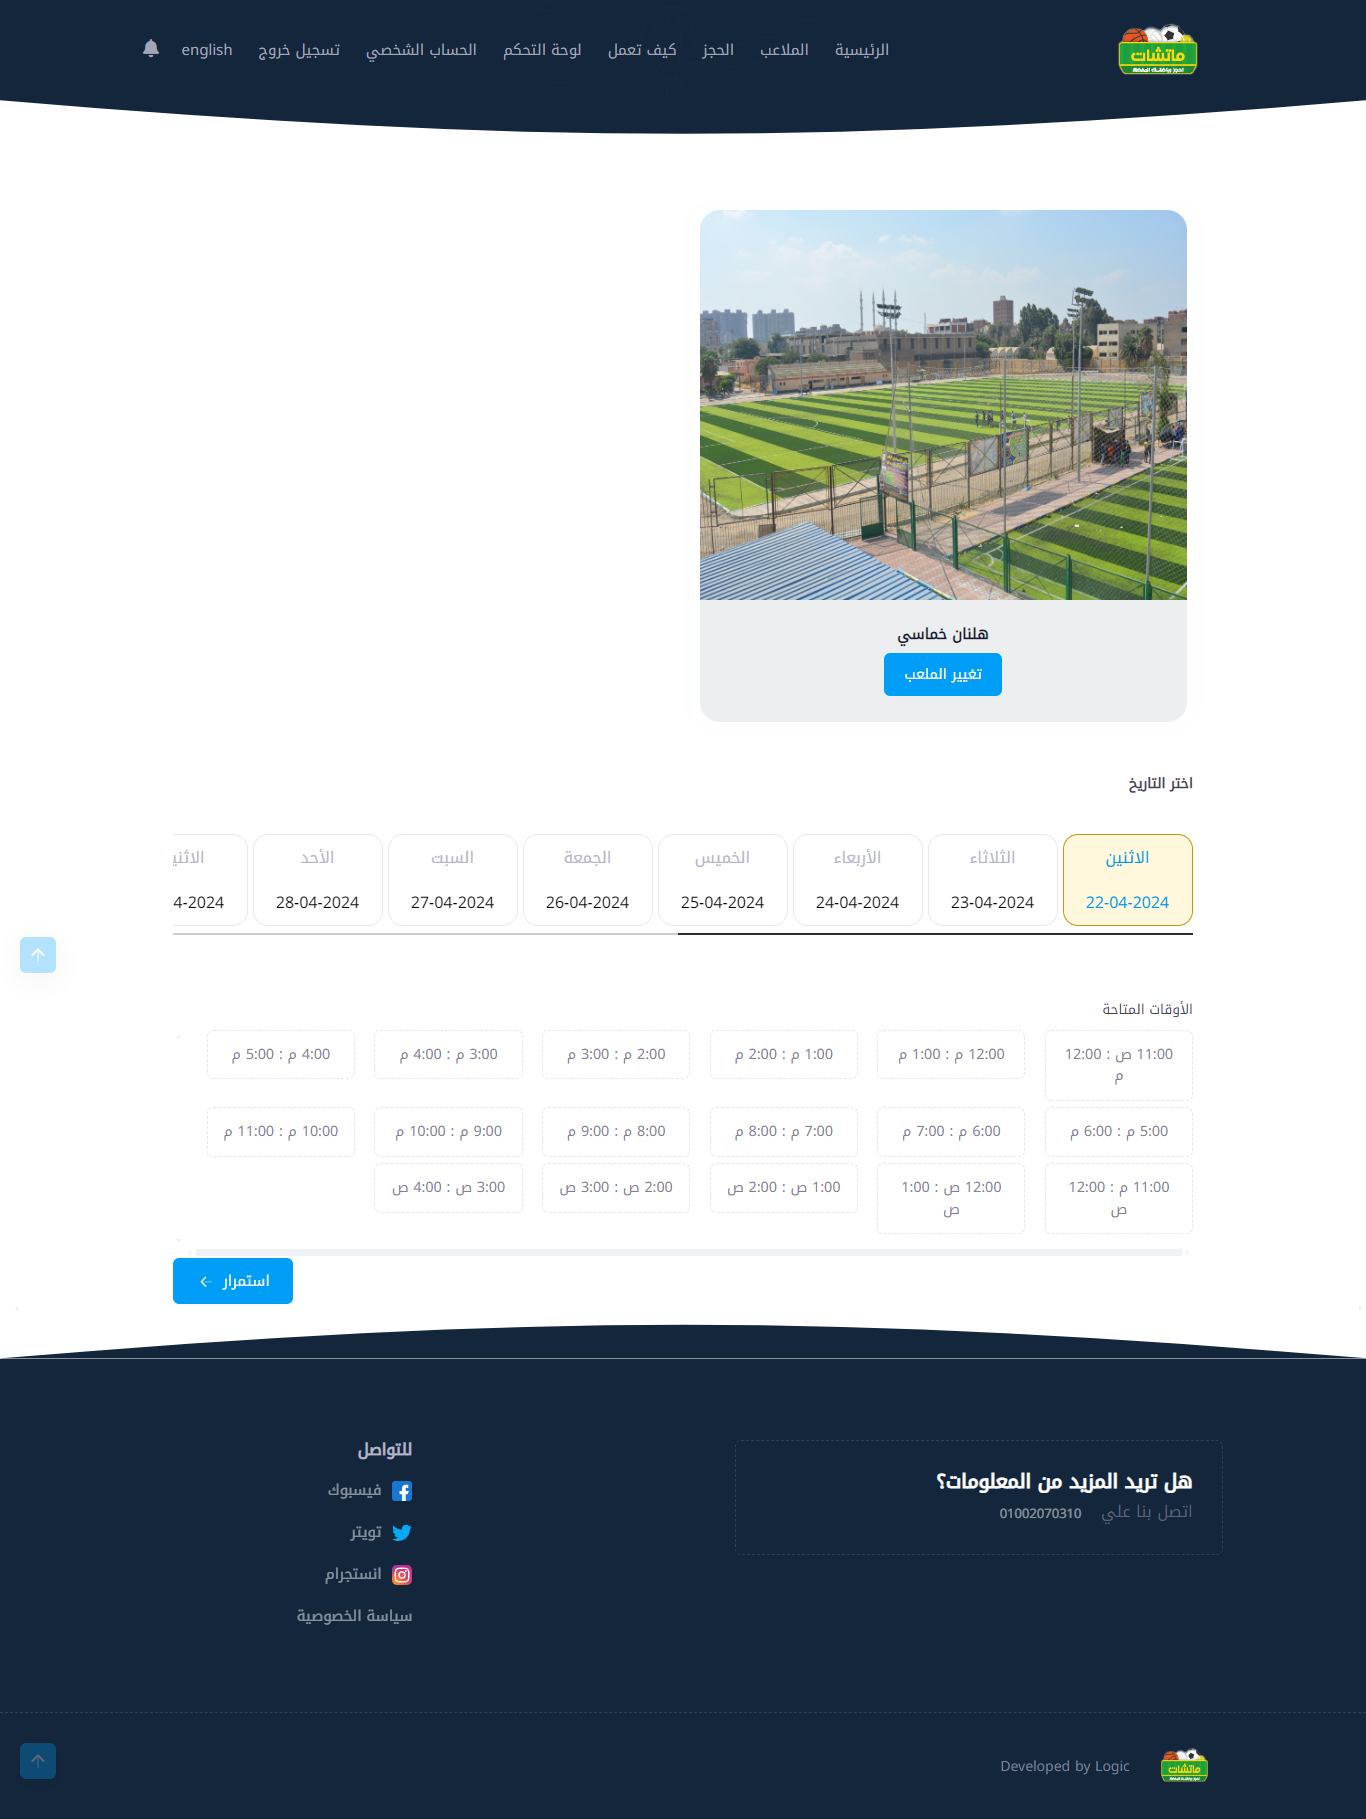 ماتشات
الرئيسية
الملاعب
الحجز
كيف تعمل
لوحة التحكم
الحساب الشخصي
تسجيل خروج
english
هلنان خماسي
تغيير الملعب
اختر التاريخ
الاثنين
22-04-2024
الثلاثاء
23-04-2024
الأربعاء
24-04-2024
الخميس
25-04-2024
الجمعة
26-04-2024
السبت
27-04-2024
الأحد
28-04-2024
الاثني
4-2024
الأوقات المتاحة
11:00 ص : 12:00
م
12:00 م : 1:00 م
1:00 م : 2:00 م
2:00 م : 3:00 م
3:00 م : 4:00 م
4:00 م : 5:00 م
5:00 م : 6:00 م
6:00 م : 7:00 م
7:00 م : 8:00 م
8:00 م : 9:00 م
9:00 م : 10:00 م
10:00 م : 11:00 م
11:00 م : 12:00
ص
12:00 ص : 1:00
ص
1:00 ص : 2:00 ص
2:00 ص : 3:00 ص
3:00 ص : 4:00 ص
استمرار
هل تريد المزيد من المعلومات؟
اتصل بنا علي 01002070310
للتواصل
فيسبوك
تويتر
انستجرام
سياسة الخصوصية
ماتشات
Developed by Logic